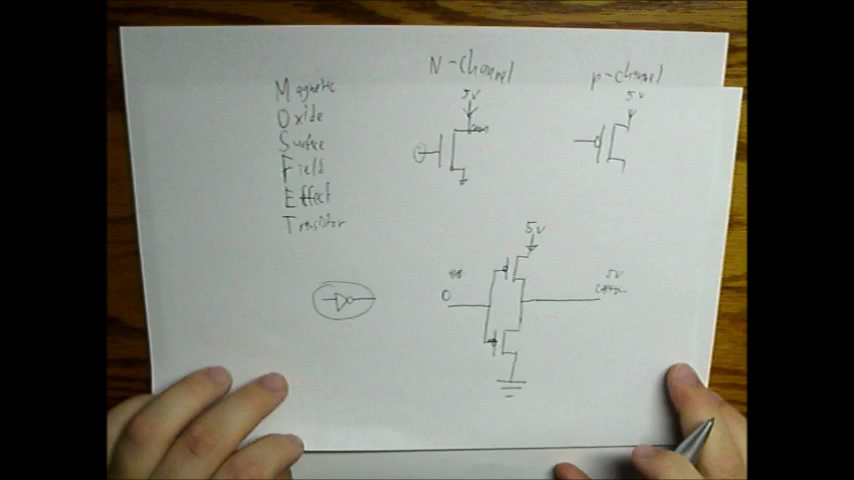 Magnetic
Oxide
Surface
Field
Effect
Transistor
N-Channel
5V
P-channel
5V
5V
0
5V